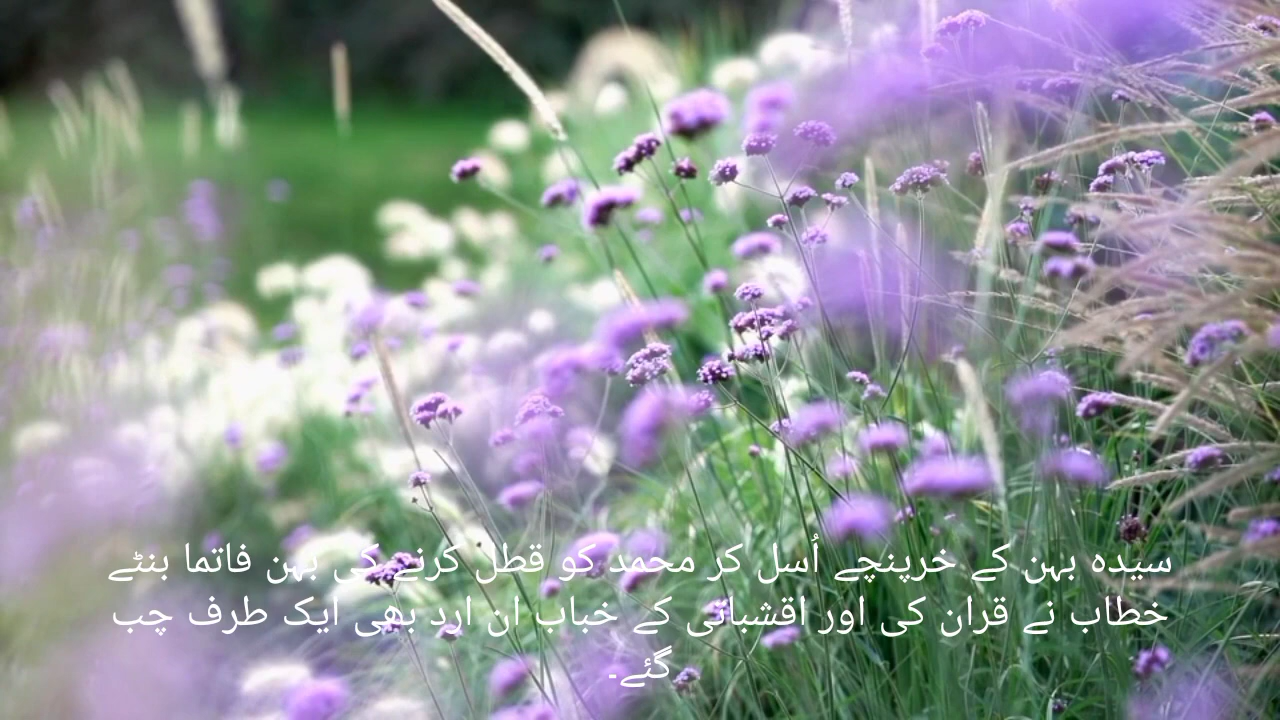 سیدہ بہن کے خرپنچے اُسل کر محمد کو قطل کرنے کی بہن فاتما بنٹے
خطاب نے قران کی اور اقشباتی کے خباب ان ارد بھی ایک طرف چب
گئے۔